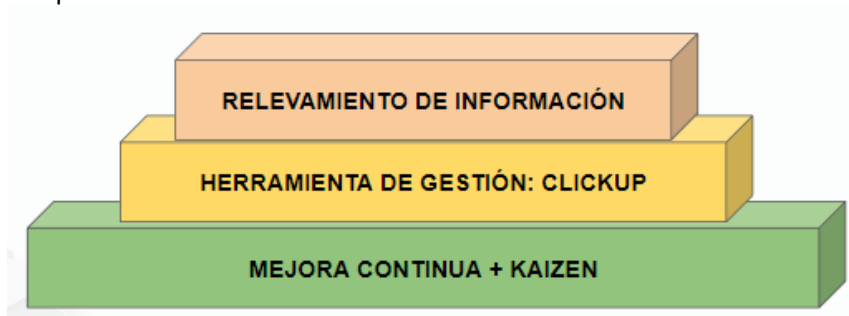 RELEVAMIENTO DE INFORMACIÓN
HERRAMIENTA DE GESTIÓN: CLICKUP
MEJORA CONTINUA + KAIZEN